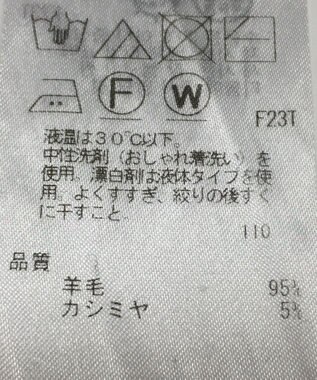 F
W
F23T
液温は30℃以下。
中性洗剤(おしゃれ着洗い)を
使用。漂白剤は液体タイプを使
用。よくすすぎ、絞りの後すぐ
に干すこと。
110
品質
羊毛 95%
カシミヤ 5%